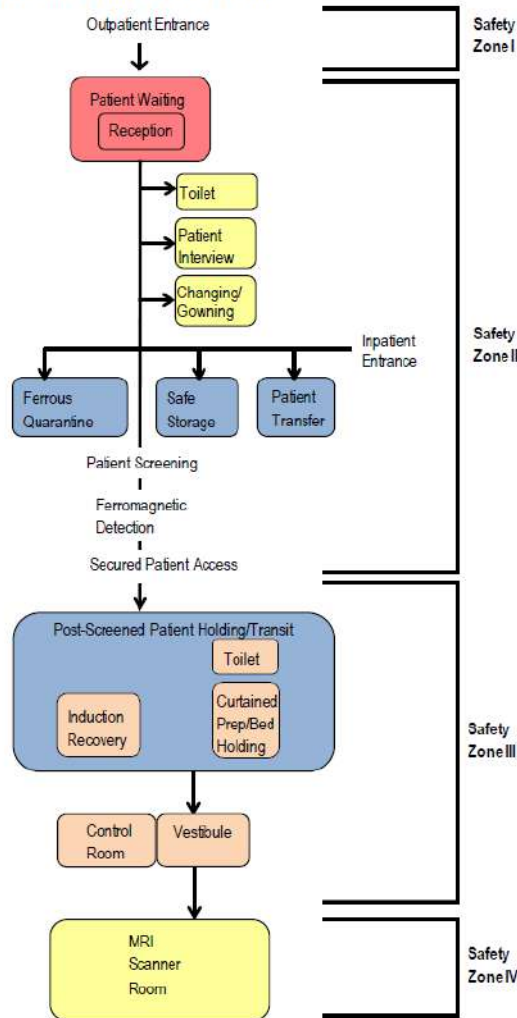 Outpatient Entrance
Safety
Zone I
Patient Waiting
Reception
Toilet
Patient
Interview
Changing/
Gowning
Inpatient
Entrance
Safety
Zone II
Ferrous
Quarantine
Safe
Storage
Patient
Transfer
Patient Screening
Ferromagnetic
Detection
Secured Patient Access
Post-Screened Patient Holding/Transit
Toilet
Induction
Recovery
Curtained
Prep/Bed
Holding
Safety
Zone III
Control
Room
Vestibule
MRI
Scanner
Room
Safety
Zone IV